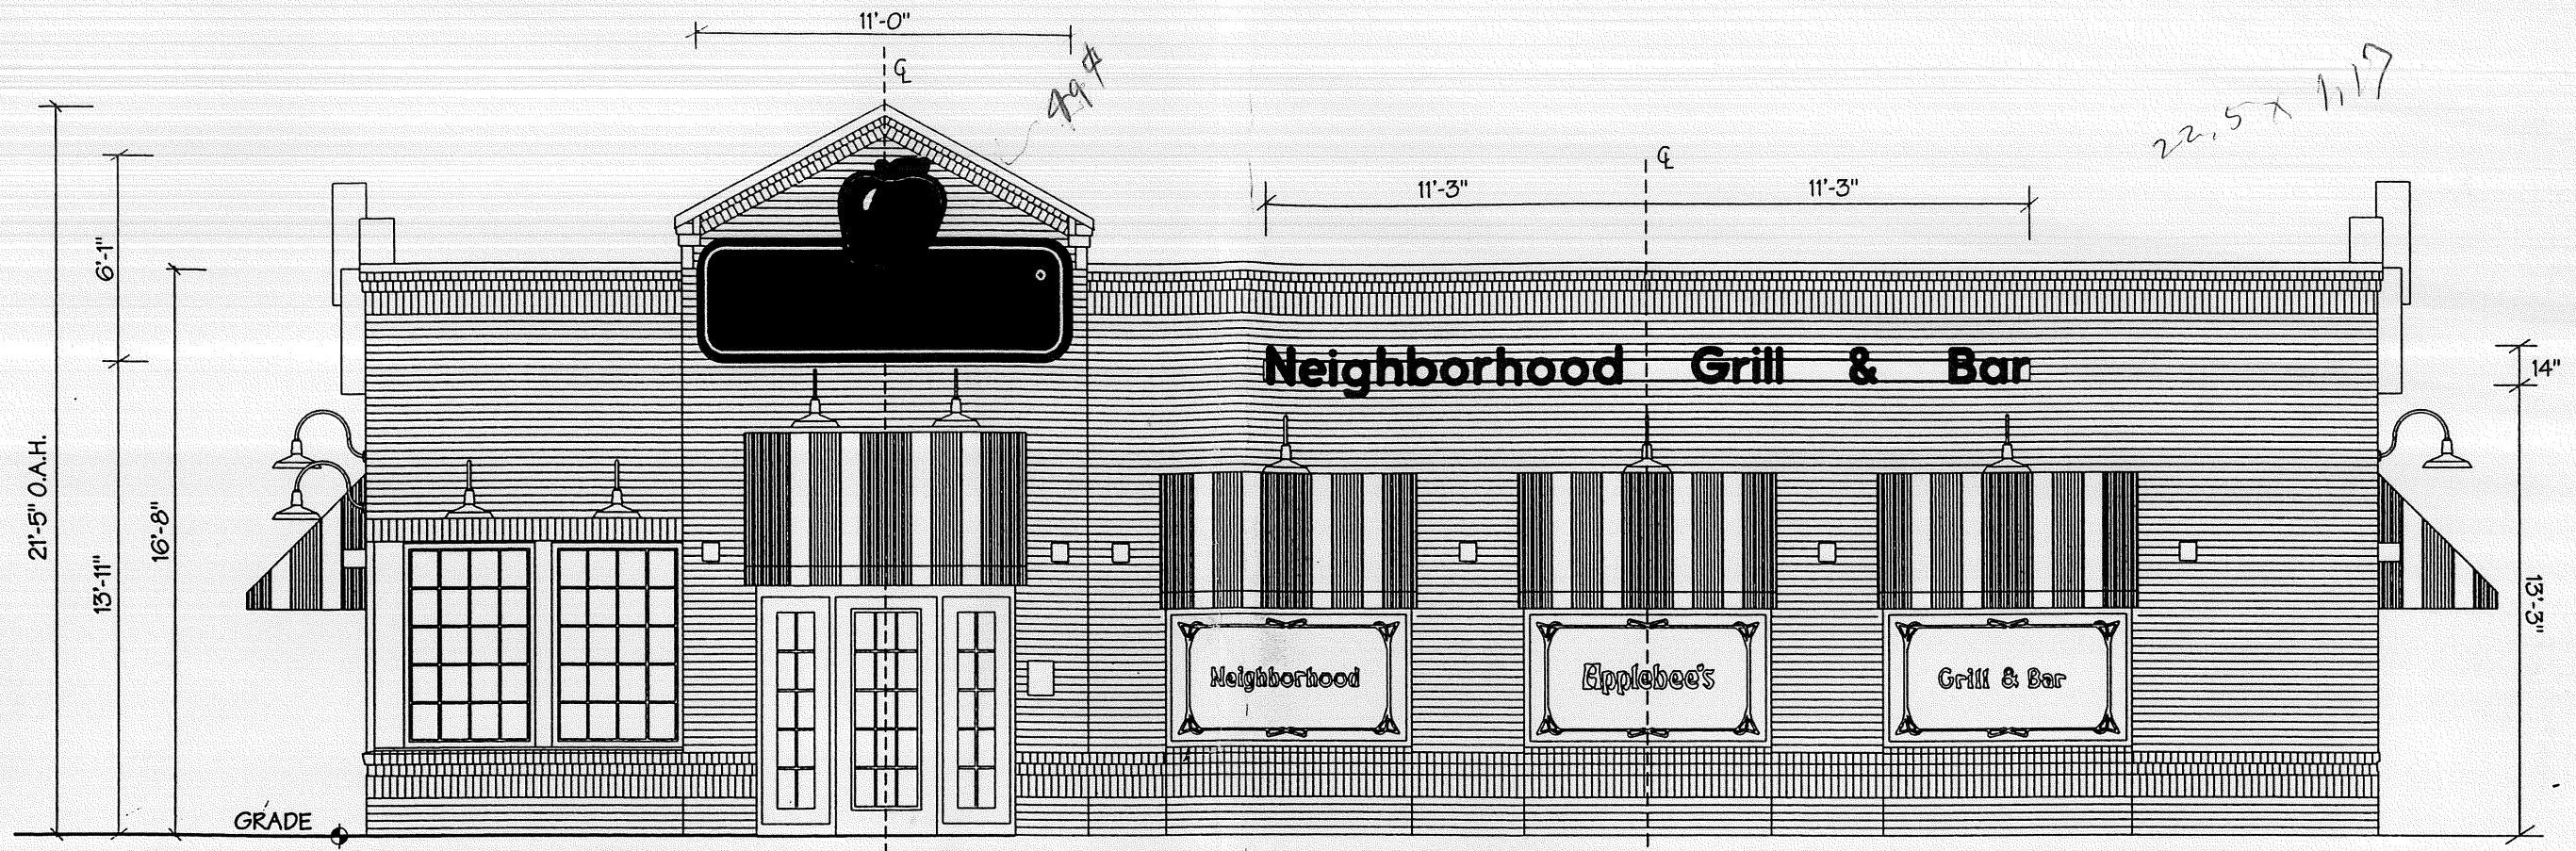 11'-0"
℄
494
22.5 x 1.17
℄
11'-3"
11'-3"
6'-1"
21'-5" O.A.H.
13'-11"
16'-8"
Neighborhood Grill & Bar
14"
13'-3"
Neighborhood
Applebee's
Grill & Bar
GRADE